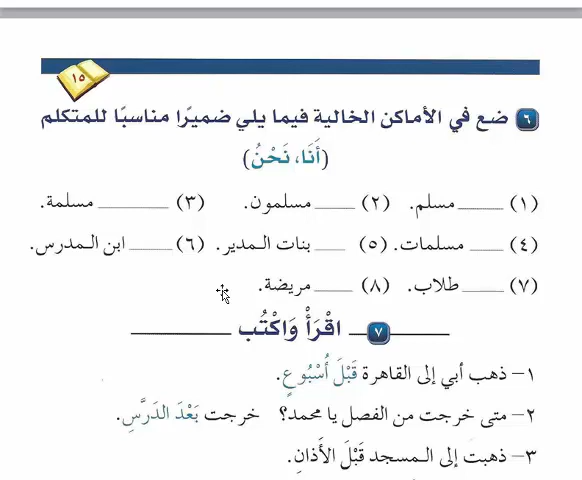 ١٥
٦ ضع في الأماكن الخالية فيما يلي ضميرًا مناسبًا للمتكلم
(أَنَا، نَحْنُ)
(١) ____ مسلم. (٢) ____ مسلمون. (٣) ____ مسلمة.
(٤) ____ مسلمات. (٥) ____ بنات المدير. (٦) ____ ابن المدرس.
(٧) ____ طلاب. (٨) ____ مريضة.
٧ اقْرَأْ وَاكْتُب
١- ذهب أبي إلى القاهرة قَبْلَ أُسْبُوعٍ.
٢- متى خرجت من الفصل يا محمد؟ خرجت بَعْدَ الدَرَّسِ.
٣- ذهبت إلى المسجد قَبْلَ الأَذانِ.